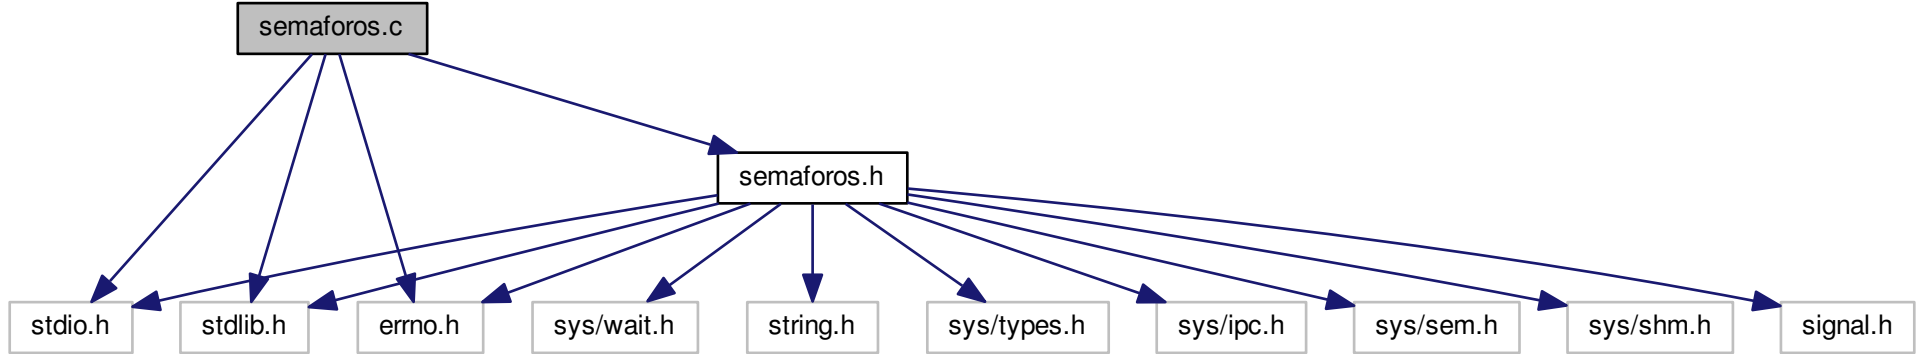 semaforos.c
semaforos.h
stdio.h
stdlib.h
errno.h
sys/wait.h
string.h
sys/types.h
sys/ipc.h
sys/sem.h
sys/shm.h
signal.h